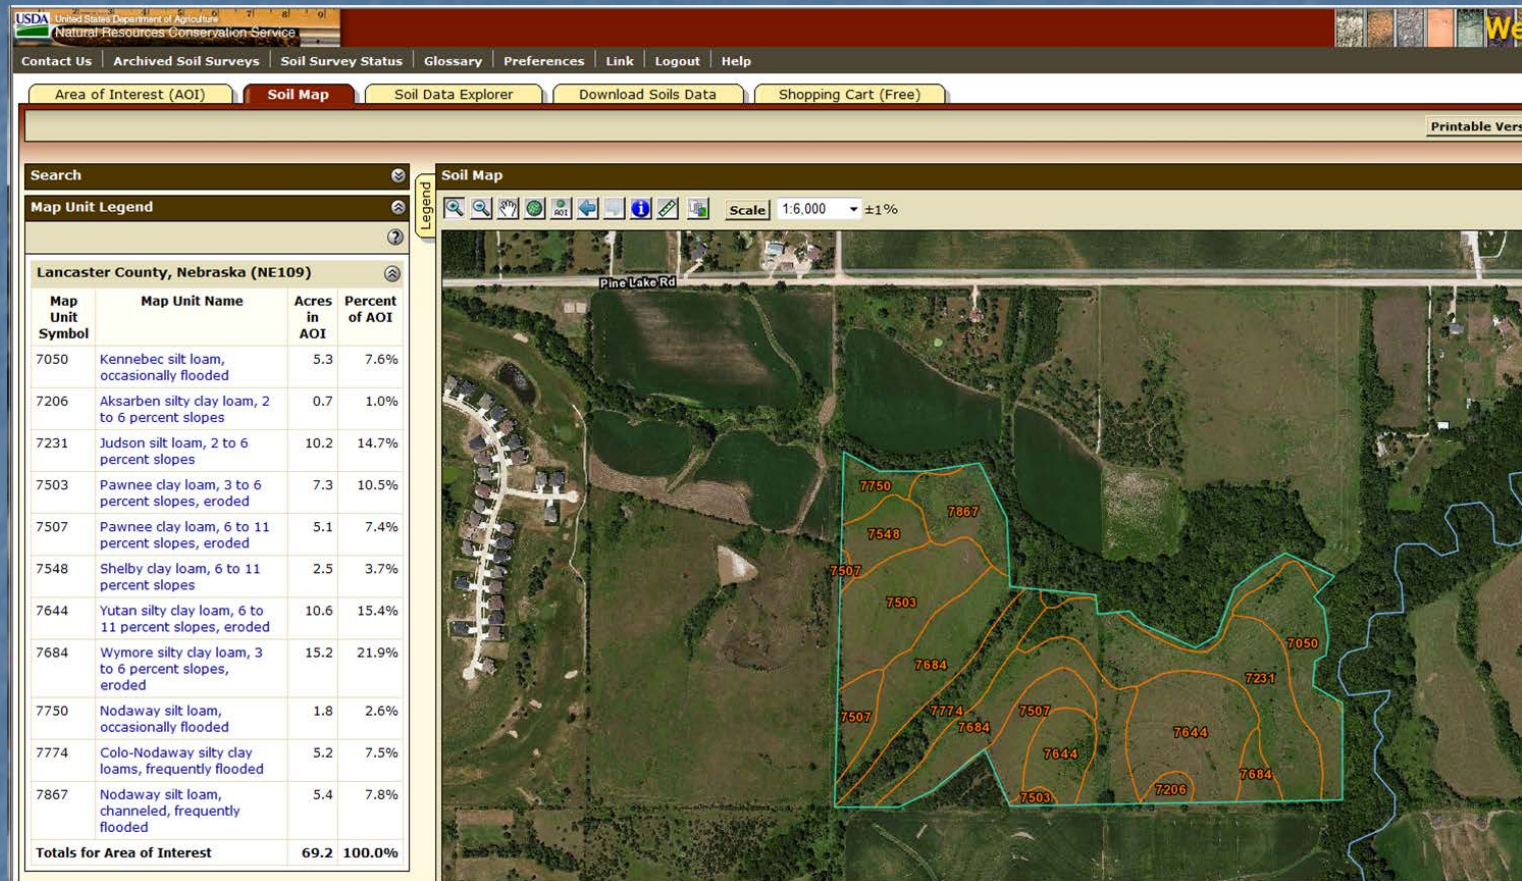 USDA United States Department of Agriculture
Natural Resources Conservation Service
Contact Us | Archived Soil Surveys | Soil Survey Status | Glossary | Preferences | Link | Logout | Help
Area of Interest (AOI) Soil Map Soil Data Explorer Download Soils Data Shopping Cart (Free)
Printable Vers
Search
Map Unit Legend
Lancaster County, Nebraska (NE109)
Map Map Unit Name Acres Percent
Unit in of AOI
Symbol AOI
7050 Kennebec silt loam, 5.3 7.6%
occasionally flooded
7206 Aksarben silty clay loam, 2 0.7 1.0%
to 6 percent slopes
7231 Judson silt loam, 2 to 6 10.2 14.7%
percent slopes
7503 Pawnee clay loam, 3 to 6 7.3 10.5%
percent slopes, eroded
7507 Pawnee clay loam, 6 to 11 5.1 7.4%
percent slopes, eroded
7548 Shelby clay loam, 6 to 11 2.5 3.7%
percent slopes
7644 Yutan silty clay loam, 6 to 10.6 15.4%
11 percent slopes, eroded
7684 Wymore silty clay loam, 3 15.2 21.9%
to 6 percent slopes,
eroded
7750 Nodaway silt loam, 1.8 2.6%
occasionally flooded
7774 Colo-Nodaway silty clay 5.2 7.5%
loams, frequently flooded
7867 Nodaway silt loam, 5.4 7.8%
channeled, frequently
flooded
Totals for Area of Interest 69.2 100.0%
Legend
Soil Map
AOI
Scale 1:6,000 ±1%
Pine Lake Rd
7750
7867
7548
7507
7503
7050
7684
7231
7507
7774
7507
7684
7644
7644
7684
7206
7503